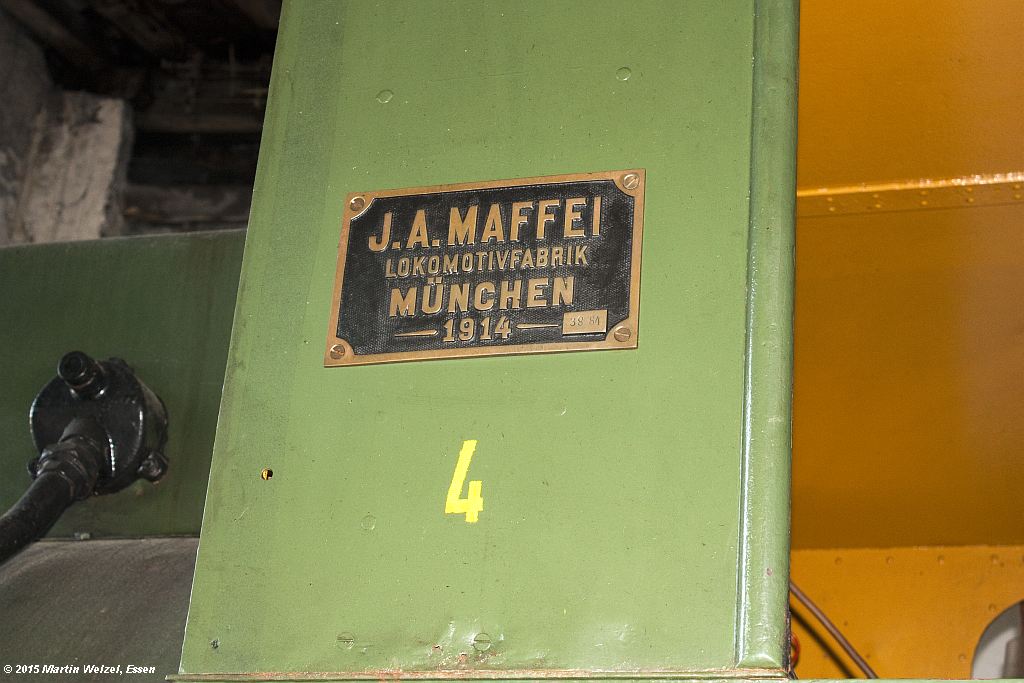 J.A. MAFFEI
LOKOMOTIVFABRIK
MÜNCHEN
1914
4
© 2015 Martin Welzel, Essen